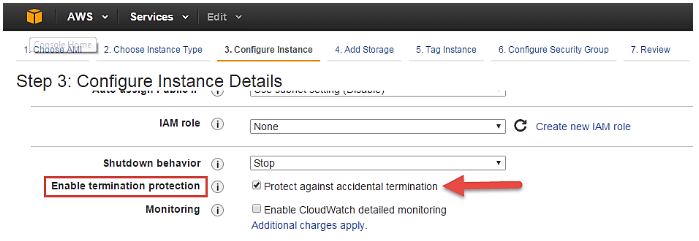 AWS Services Edit
Console Home
1. Choose AMI 2. Choose Instance Type 3. Configure Instance 4. Add Storage 5. Tag Instance 6. Configure Security Group 7. Review
Step 3: Configure Instance Details
Auto-assign Public IP Use subnet setting (Disable)
IAM role None Create new IAM role
Shutdown behavior Stop
Enable termination protection Protect against accidental termination
Monitoring Enable CloudWatch detailed monitoring
Additional charges apply.